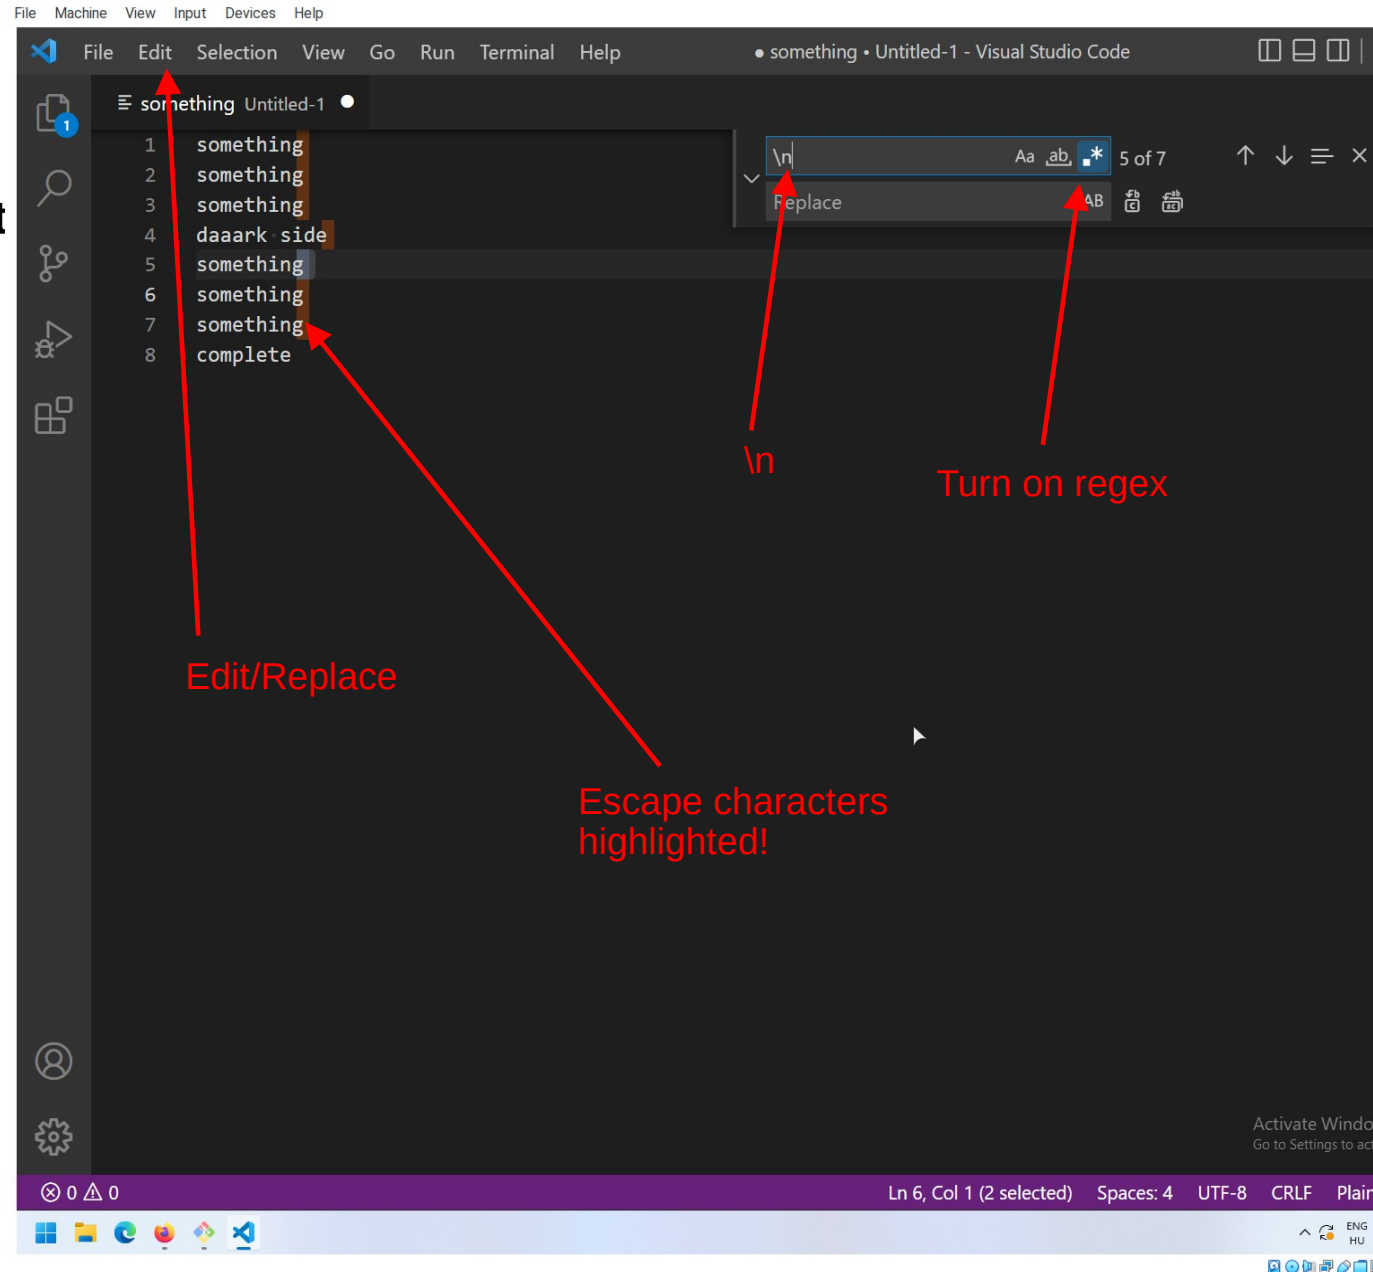 File Machine View Input Devices Help
File Edit Selection View Go Run Terminal Help ● something • Untitled-1 - Visual Studio Code
something Untitled-1 ●
1
\n Aa ab 5 of 7
Replace AB
1 something
2 something
3 something
4 daaark·side
5 something
6 something
7 something
8 complete
\n
Turn on regex
Edit/Replace
Escape characters
highlighted!
Activate Windo
Go to Settings to act
0 0 Ln 6, Col 1 (2 selected) Spaces: 4 UTF-8 CRLF Plain
ENG
HU